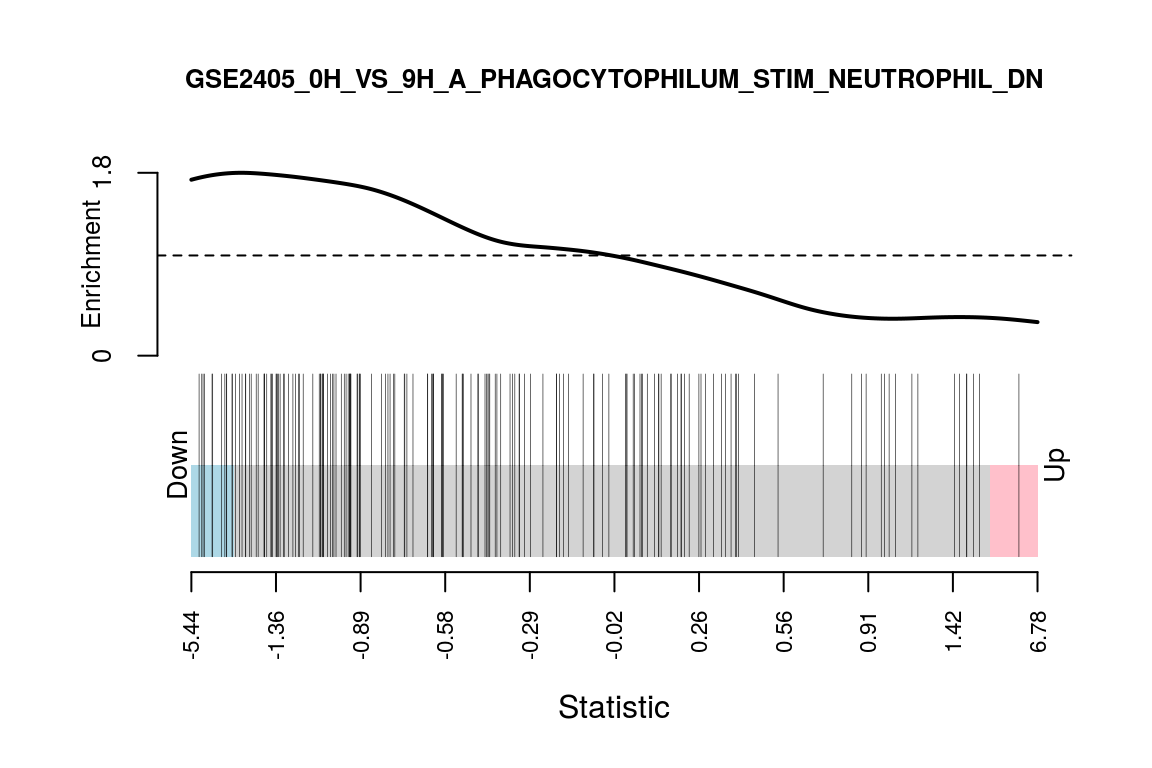 GSE2405_0H_VS_9H_A_PHAGOCYTOPHILUM_STIM_NEUTROPHIL_DN
1.8
Enrichment
0
Down
Up
-5.44 -1.36 -0.89 -0.58 -0.29 -0.02 0.26 0.56 0.91 1.42 6.78
Statistic